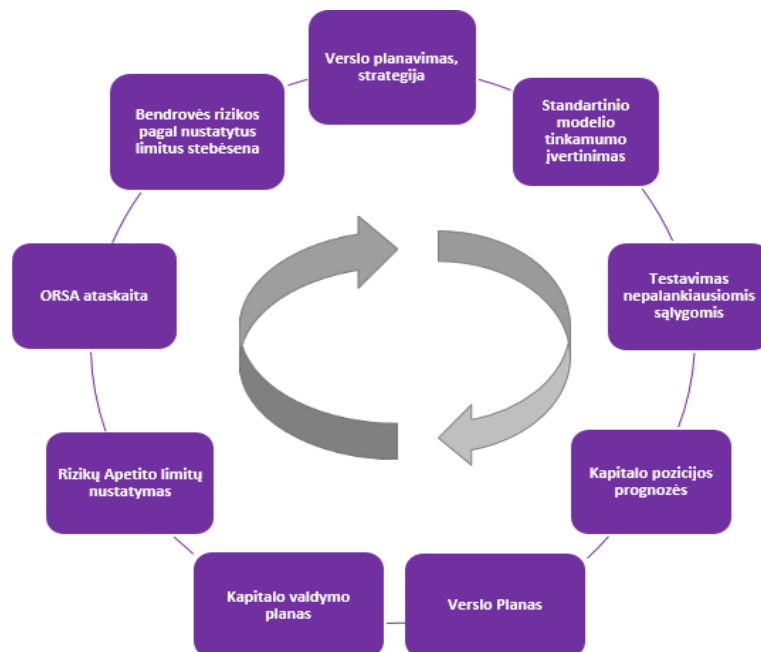 Verslo planavimas,
strategija
Standartinio
modelio
tinkamumo
įvertinimas
Testavimas
nepalankiausiomis
sąlygomis
Kapitalo pozicijos
prognozės
Verslo Planas
Kapitalo valdymo
planas
Rizikų Apetito limitų
nustatymas
ORSA ataskaita
Bendrovės rizikos
pagal nustatytus
limitus stebėsena